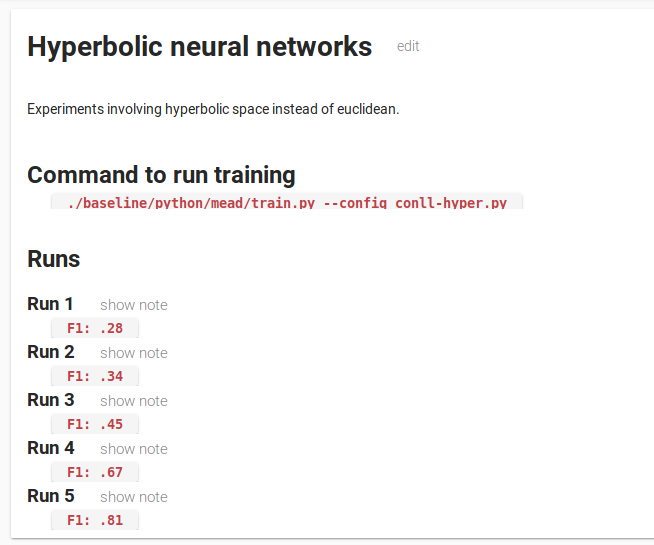 Hyperbolic neural networks edit
Experiments involving hyperbolic space instead of euclidean.
Command to run training
./baseline/python/mead/train.py --config conll-hyper.py
Runs
Run 1 show note
F1: .28
Run 2 show note
F1: .34
Run 3 show note
F1: .45
Run 4 show note
F1: .67
Run 5 show note
F1: .81